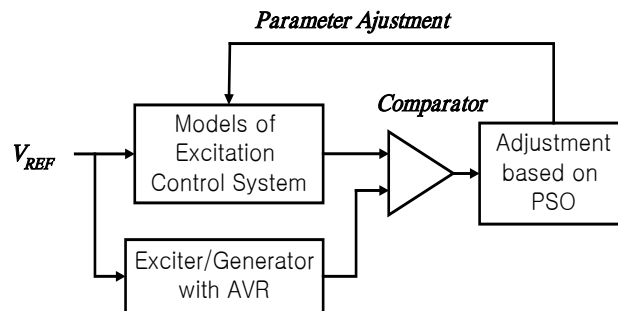 Parameter Ajustment
Comparator
V_REF
Models of
Excitation
Control System
Adjustment
based on
PSO
Exciter/Generator
with AVR